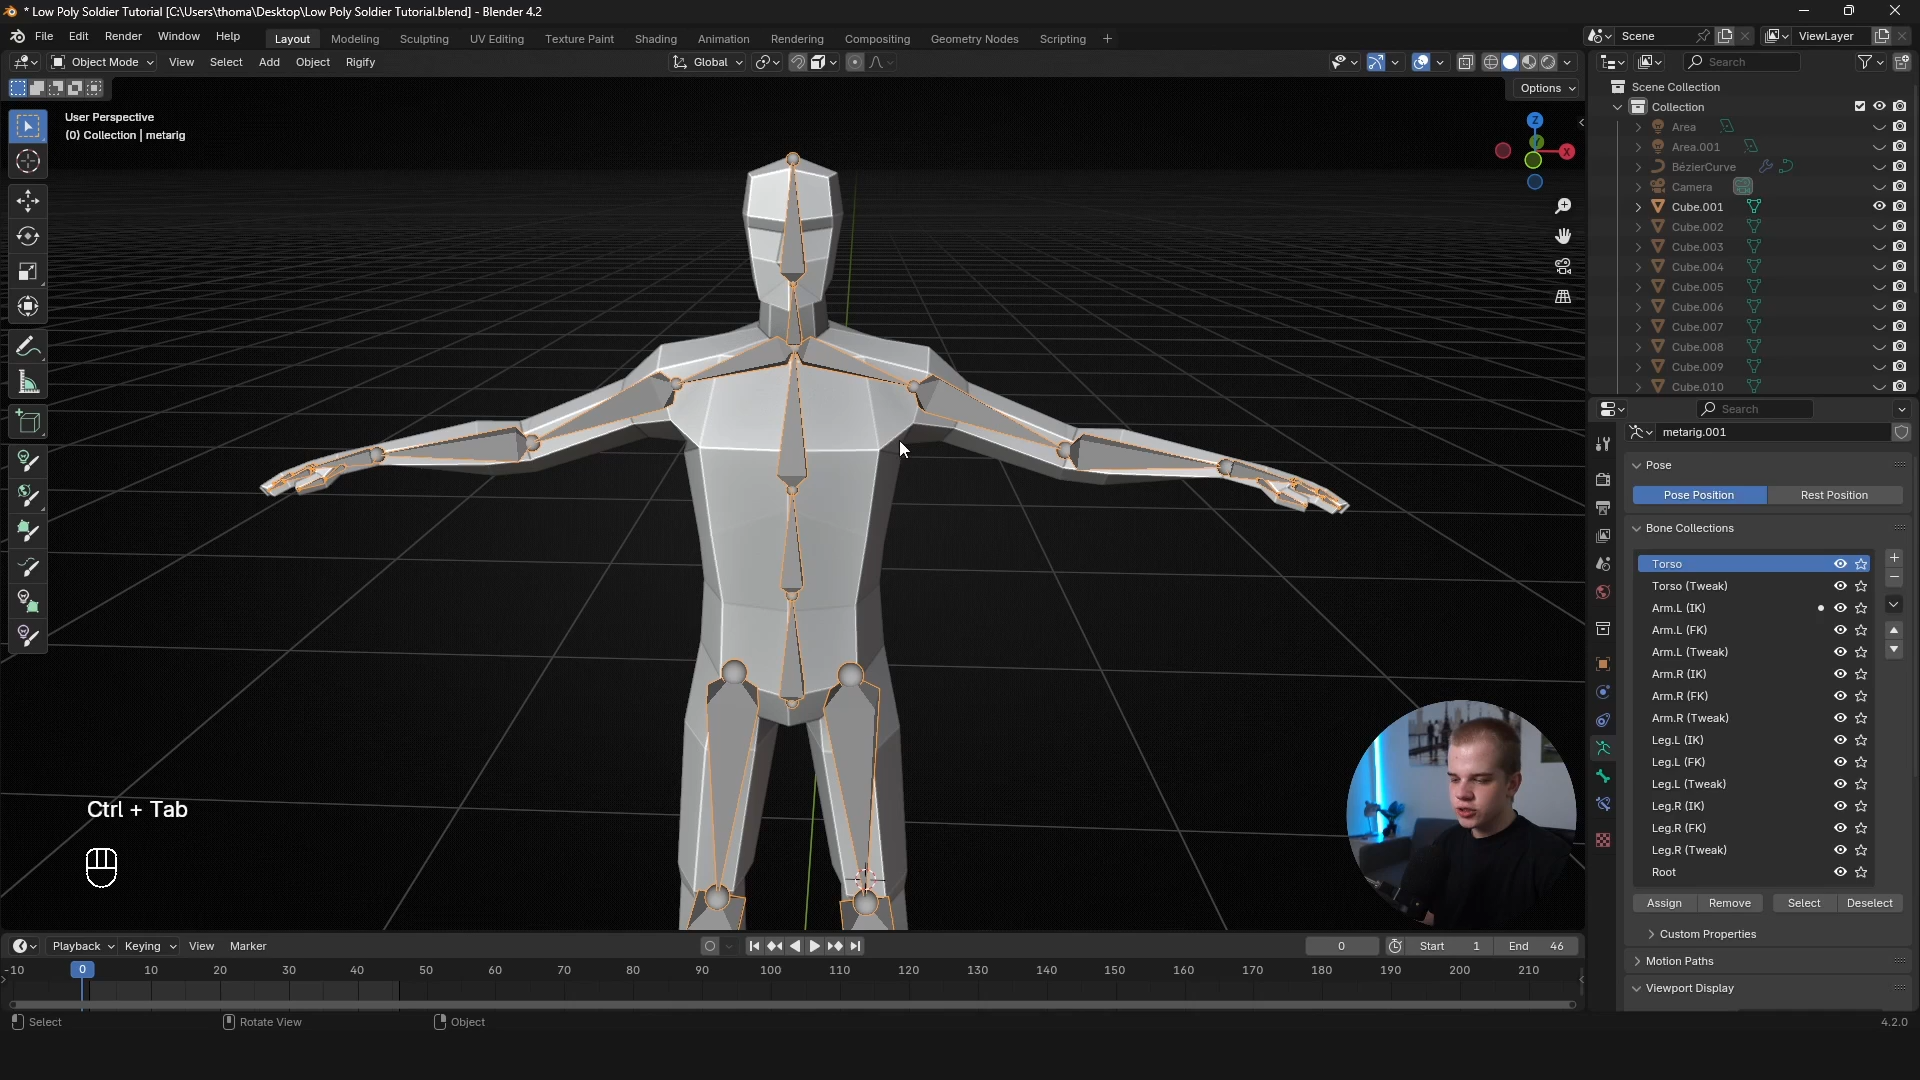 * Low Poly Soldier Tutorial [C:\Users\thoma\Desktop\Low Poly Soldier Tutorial.blend] - Blender 4.2
File Edit Render Window Help
Layout Modeling Sculpting UV Editing Texture Paint Shading Animation Rendering Compositing Geometry Nodes Scripting +
Scene
ViewLayer
Object Mode View Select Add Object Rigify
Global
Search
Options
User Perspective
(0) Collection | metarig
Z
Y
X
Scene Collection
Collection
Area
Area.001
BézierCurve
Camera
Cube.001
Cube.002
Cube.003
Cube.004
Cube.005
Cube.006
Cube.007
Cube.008
Cube.009
Cube.010
Search
metarig.001
Pose
Pose Position Rest Position
Bone Collections
Torso
Torso (Tweak)
Arm.L (IK)
Arm.L (FK)
Arm.L (Tweak)
Arm.R (IK)
Arm.R (FK)
Arm.R (Tweak)
Leg.L (IK)
Leg.L (FK)
Leg.L (Tweak)
Leg.R (IK)
Leg.R (FK)
Leg.R (Tweak)
Root
Assign Remove Select Deselect
Custom Properties
Motion Paths
Viewport Display
Ctrl + Tab
Playback Keying View Marker
0 Start 1 End 46
-10 0 10 20 30 40 50 60 70 80 90 100 110 120 130 140 150 160 170 180 190 200 210
Select Rotate View Object
4.2.0